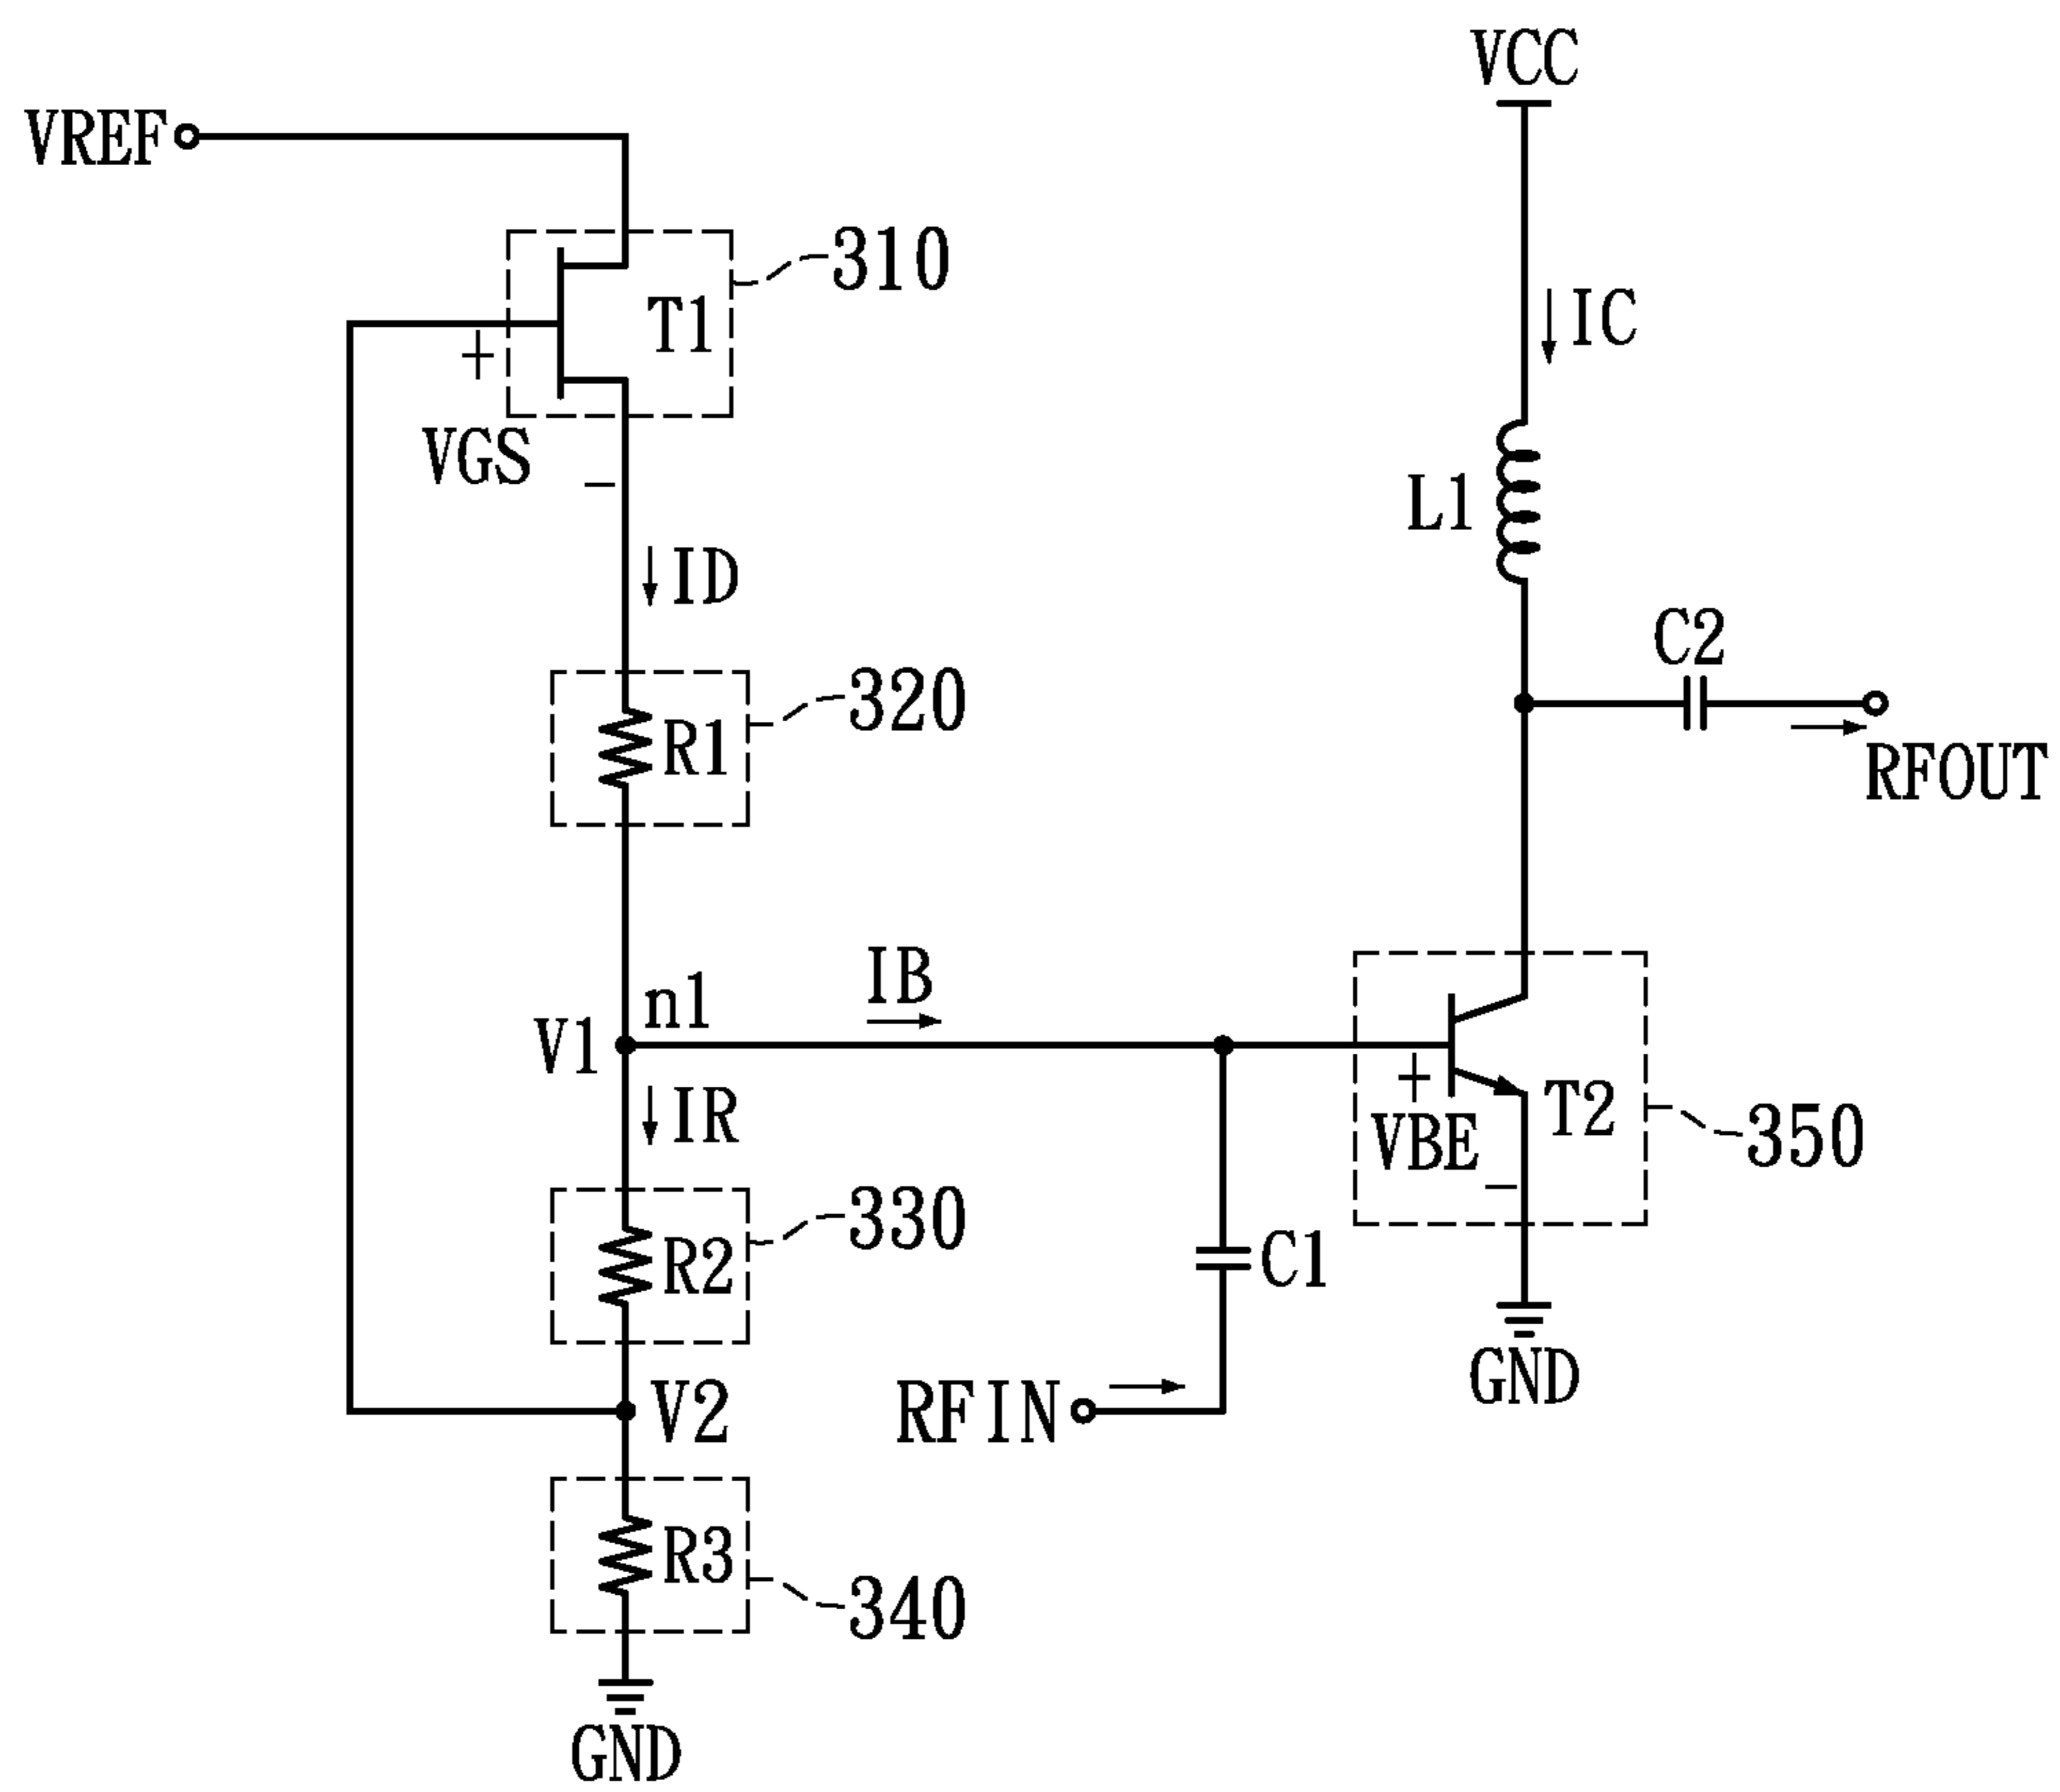 VCC
VREF
310
T1
IC
+
VGS
−
L1
ID
C2
320
R1
RFOUT
IB
n1
V1
IR
+
T2
VBE
350
−
330
R2
C1
GND
V2
RFIN
R3
340
GND